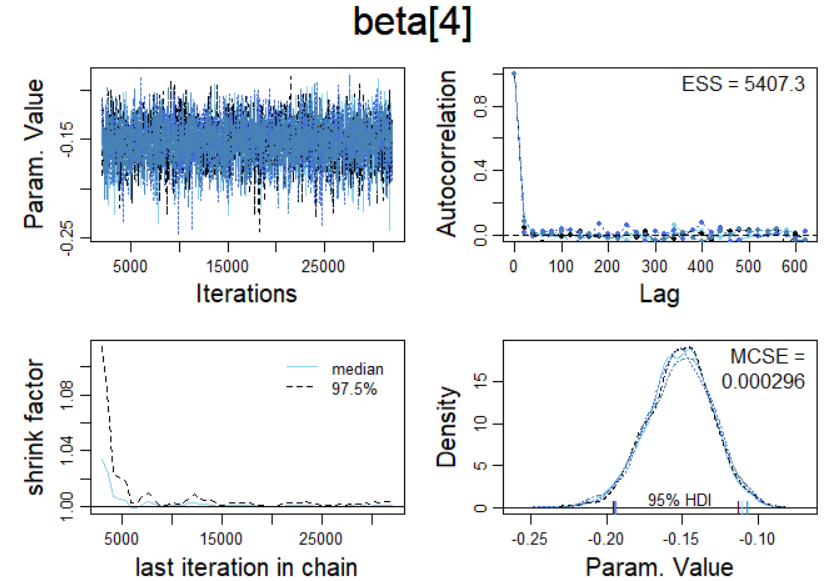 beta[4]
Param. Value
-0.25
-0.15
5000
15000
25000
Iterations
Autocorrelation
0.0
0.4
0.8
ESS = 5407.3
0
100
200
300
400
500
600
Lag
shrink factor
1.00
1.04
1.08
median
97.5%
5000
15000
25000
last iteration in chain
Density
0
5
10
15
MCSE =
0.000296
95% HDI
-0.25
-0.20
-0.15
-0.10
Param. Value